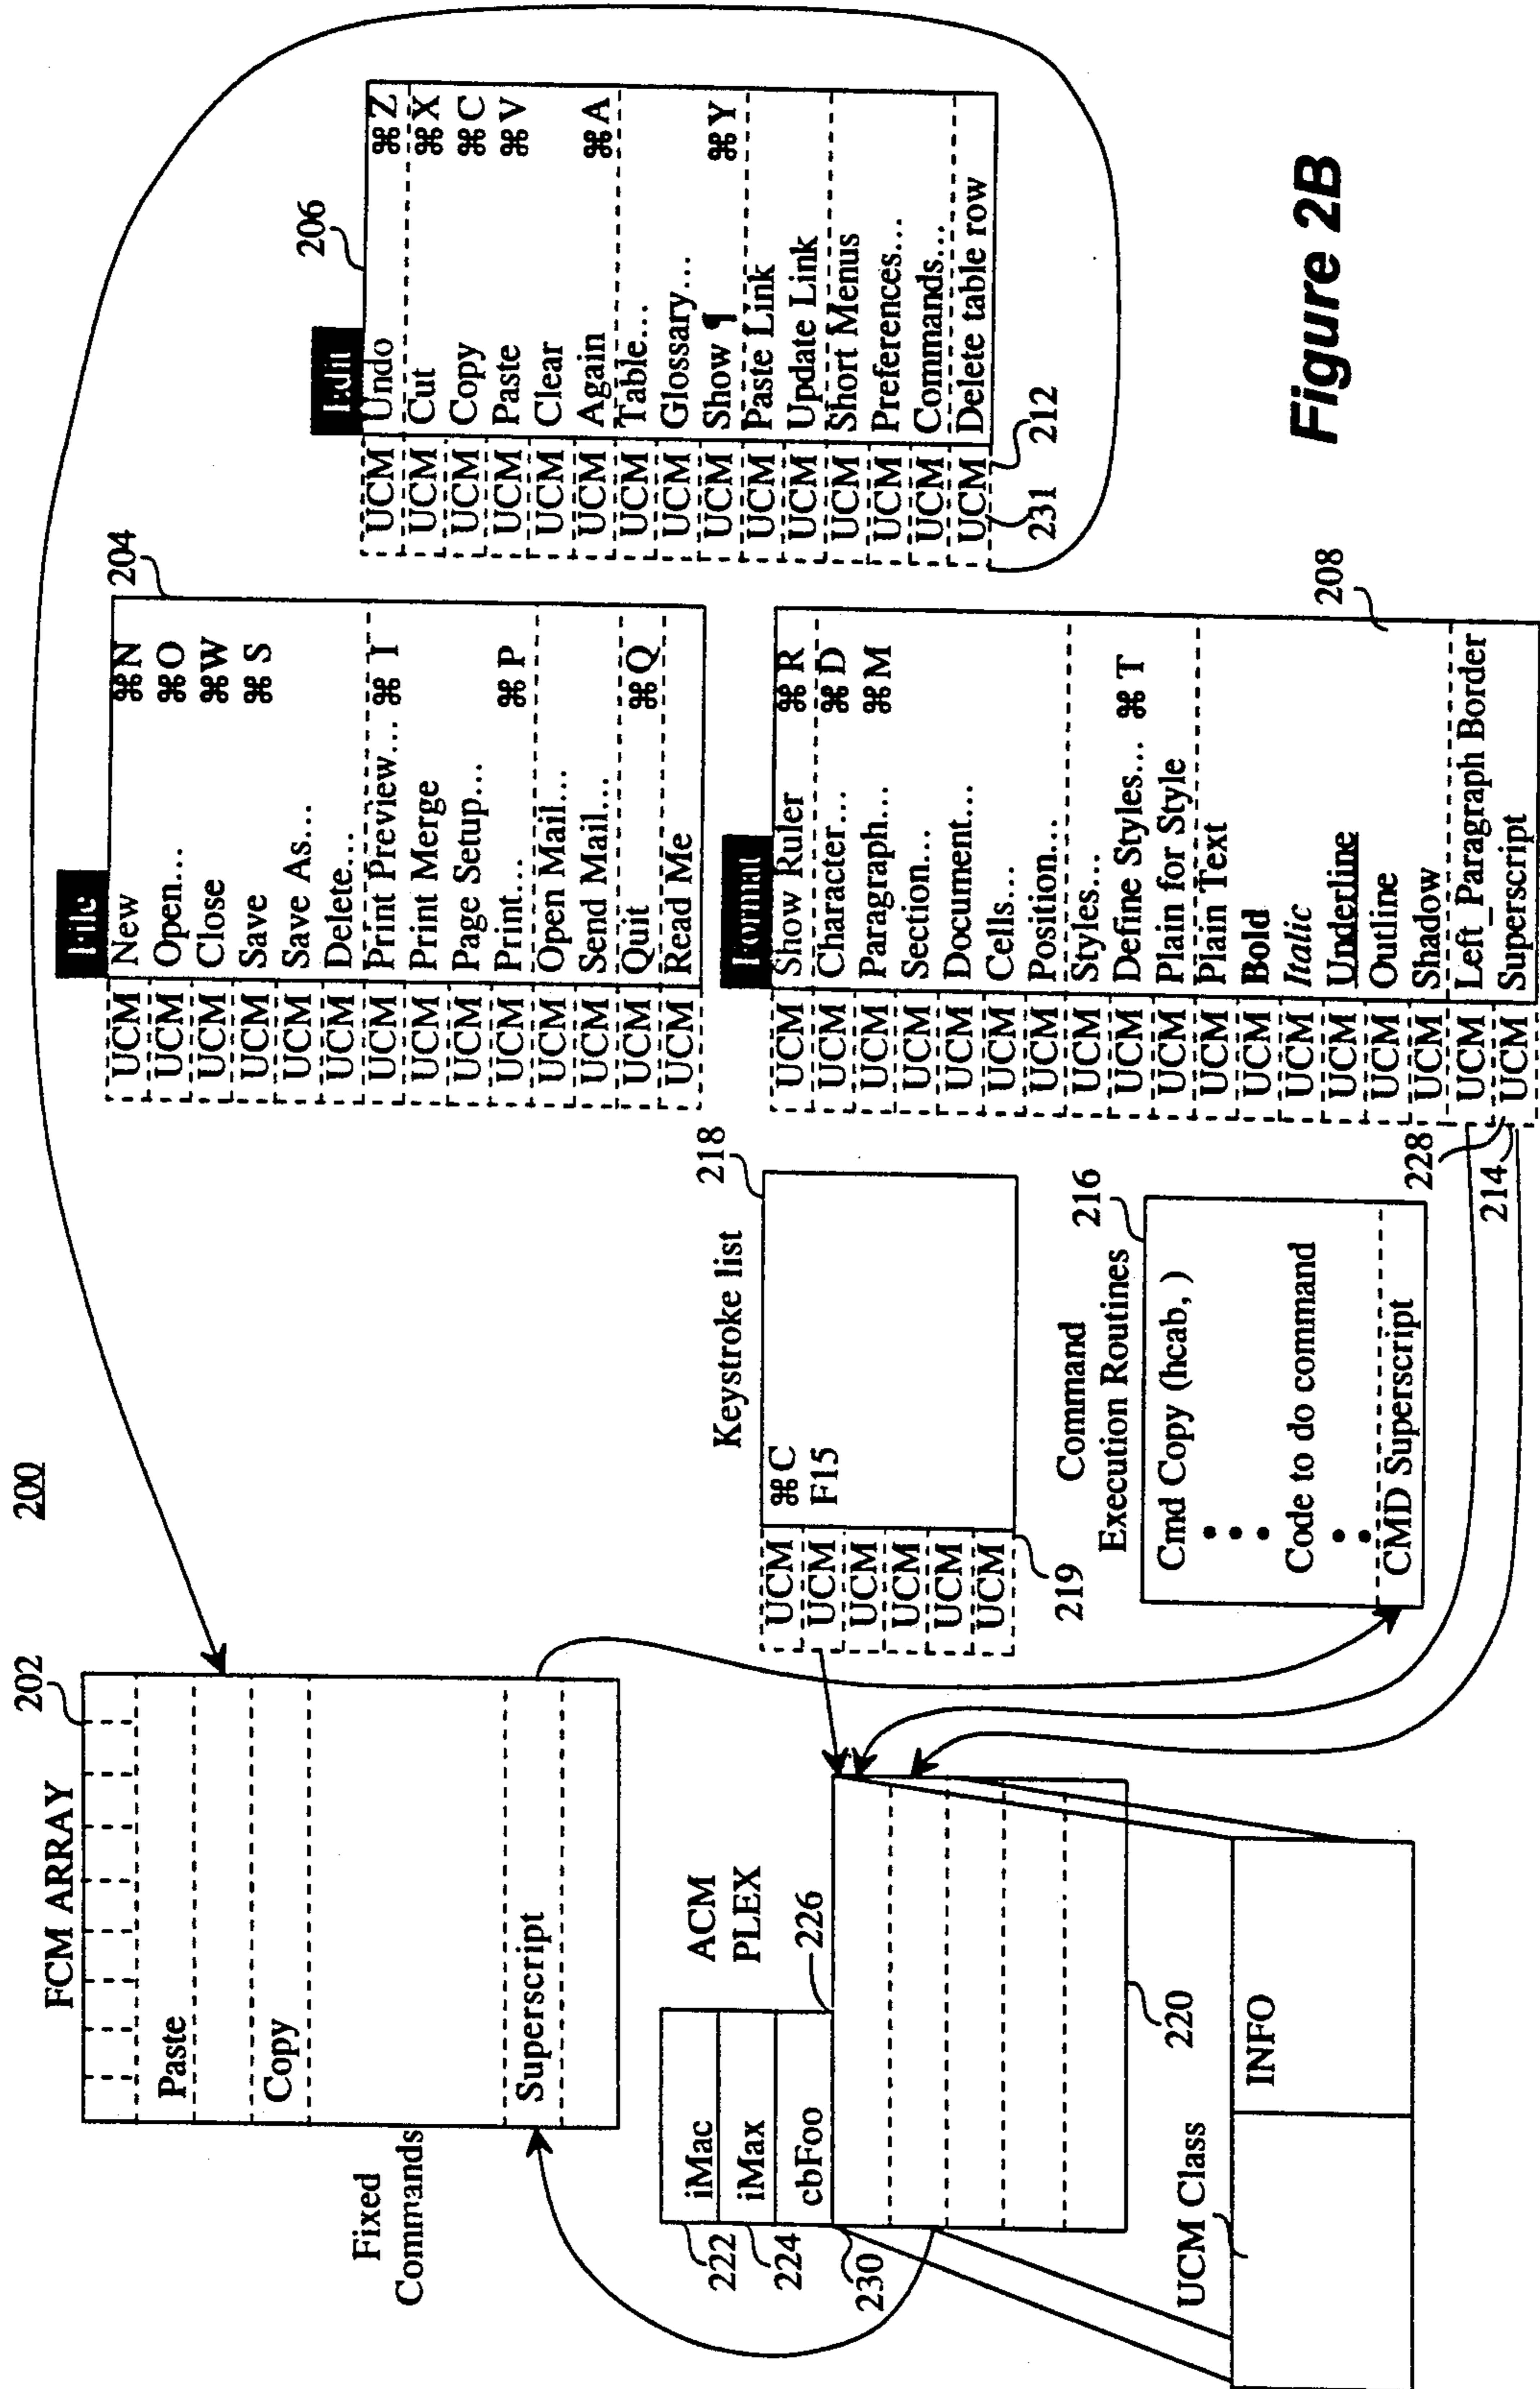 200
FCM ARRAY
202
Paste
Copy
Superscript
Fixed
Commands
ACM
PLEX
222
iMac
224
iMax
cbFoo
226
230
220
UCM Class
INFO
Keystroke list
218
UCM ⌘ C
UCM F15
UCM
UCM
UCM
UCM
219
Command
Execution Routines
216
Cmd Copy (hcab, )
Code to do command
CMD Superscript
File
204
UCM New ⌘N
UCM Open... ⌘O
UCM Close ⌘W
UCM Save ⌘ S
UCM Save As...
UCM Delete...
UCM Print Preview... ⌘ I
UCM Print Merge
UCM Page Setup...
UCM Print... ⌘ P
UCM Open Mail...
UCM Send Mail...
UCM Quit ⌘ Q
UCM Read Me
Format
UCM Show Ruler ⌘ R
UCM Character... ⌘ D
UCM Paragraph... ⌘ M
UCM Section...
UCM Document...
UCM Cells...
UCM Position...
UCM Styles...
UCM Define Styles... ⌘ T
UCM Plain for Style
UCM Plain Text
UCM Bold
UCM Italic
UCM Underline
UCM Outline
UCM Shadow
UCM Left_Paragraph Border
UCM Superscript
208
228
214
Edit
206
UCM Undo ⌘ Z
UCM Cut ⌘ X
UCM Copy ⌘ C
UCM Paste ⌘ V
UCM Clear
UCM Again ⌘ A
UCM Table...
UCM Glossary...
UCM Show ¶ ⌘ Y
UCM Paste Link
UCM Update Link
UCM Short Menus
UCM Preferences...
UCM Commands...
UCM Delete table row
231
212
Figure 2B